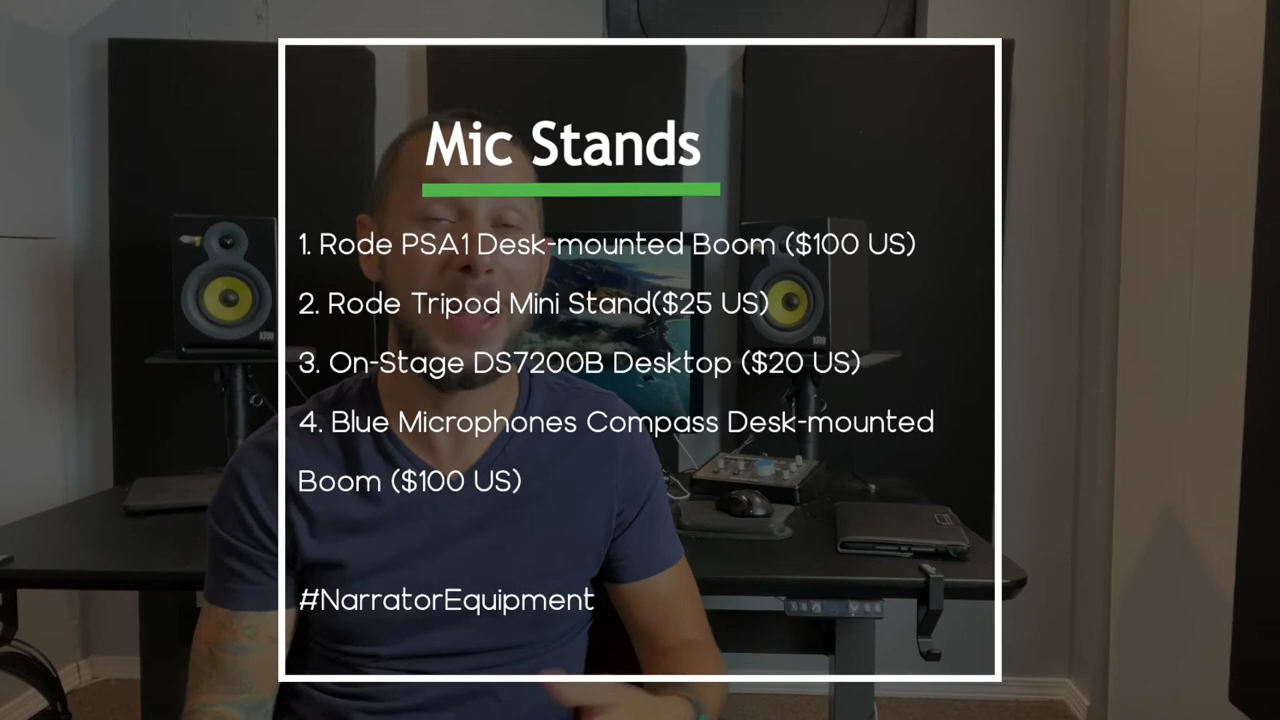 Mic Stands
1. Rode PSA1 Desk-mounted Boom ($100 US)
2. Rode Tripod Mini Stand($25 US)
3. On-Stage DS7200B Desktop ($20 US)
4. Blue Microphones Compass Desk-mounted
Boom ($100 US)
#NarratorEquipment